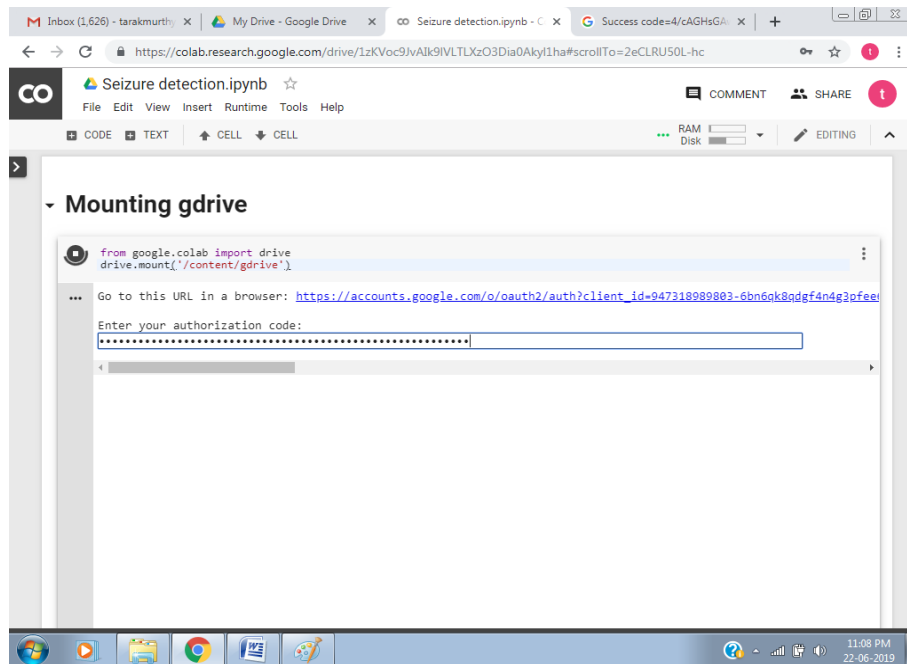 Inbox (1,626) - tarakmurthy
My Drive - Google Drive
Seizure detection.ipynb - C
Success code=4/cAGHsGA
https://colab.research.google.com/drive/1zKVoc9JvAIk9IVLTLXzO3Dia0Akyl1ha#scrollTo=2eCLRU50L-hc
t
CO
Seizure detection.ipynb
COMMENT
SHARE
t
File Edit View Insert Runtime Tools Help
CODE TEXT CELL CELL
RAM
Disk
EDITING
Mounting gdrive
from google.colab import drive
drive.mount('/content/gdrive')
Go to this URL in a browser: https://accounts.google.com/o/oauth2/auth?client_id=947318989803-6bn6qk8qdgf4n4g3pfee6
Enter your authorization code:
11:08 PM
22-06-2019